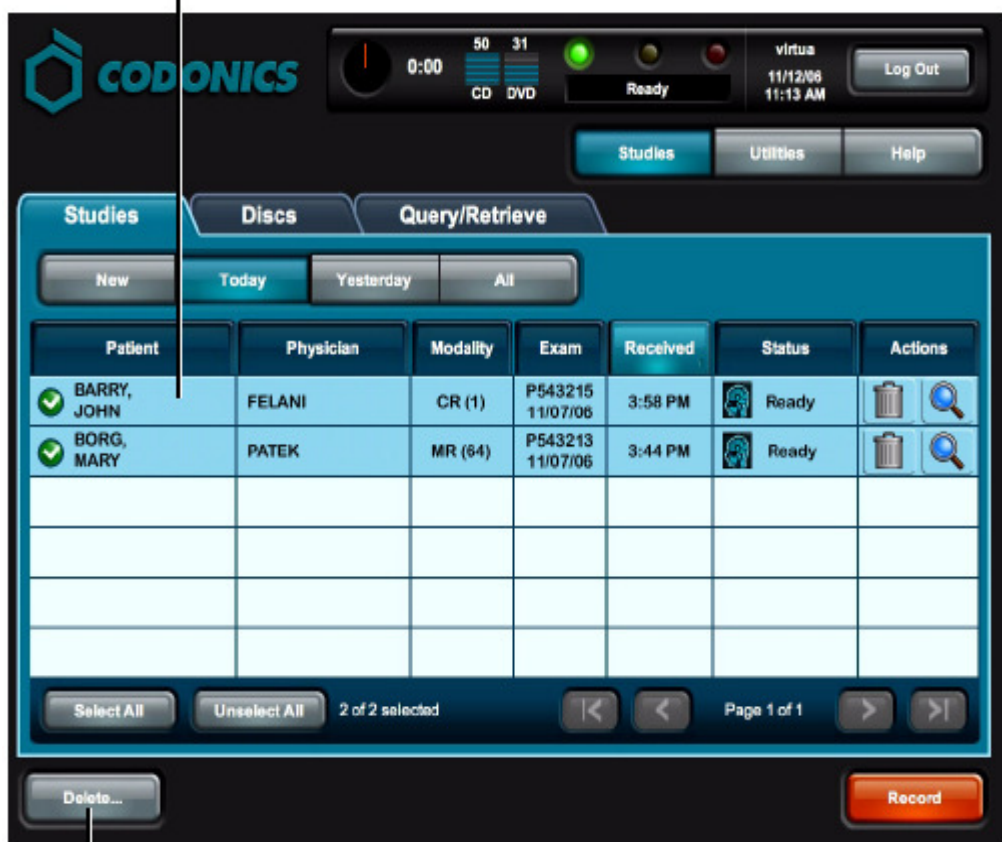 CODONICS
0:00
50 31
CD DVD
Ready
virtua
11/12/06
11:13 AM
Log Out
Studies Utilities Help
Studies Discs Query/Retrieve
New Today Yesterday All
Patient Physician Modality Exam Received Status Actions
BARRY,
JOHN
FELANI
CR (1)
P543215
11/07/06
3:58 PM
Ready
BORG,
MARY
PATEK
MR (64)
P543213
11/07/06
3:44 PM
Ready
Select All Unselect All 2 of 2 selected Page 1 of 1
Delete... Record